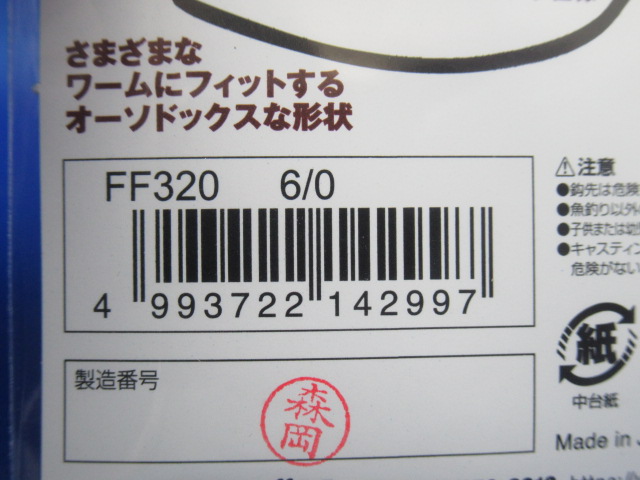 さまざまな
ワームにフィットする
オーソドックスな形状
FF320 6/0
4 993722 142997
⚠注意
●鈎先は危険
●魚釣り以外
●子供または幼
●キャスティン
危険がない
紙
中台紙
製造番号
森岡
Made in J